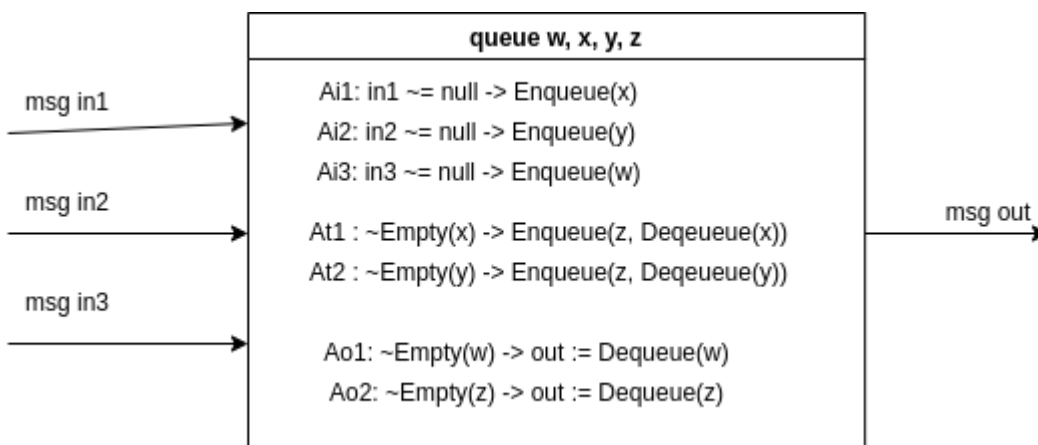 queue w, x, y, z
msg in1
msg in2
msg in3
Ai1: in1 ~= null -> Enqueue(x)
Ai2: in2 ~= null -> Enqueue(y)
Ai3: in3 ~= null -> Enqueue(w)
At1 : ~Empty(x) -> Enqueue(z, Deqeueue(x))
At2 : ~Empty(y) -> Enqueue(z, Deqeueue(y))
Ao1: ~Empty(w) -> out := Dequeue(w)
Ao2: ~Empty(z) -> out := Dequeue(z)
msg out